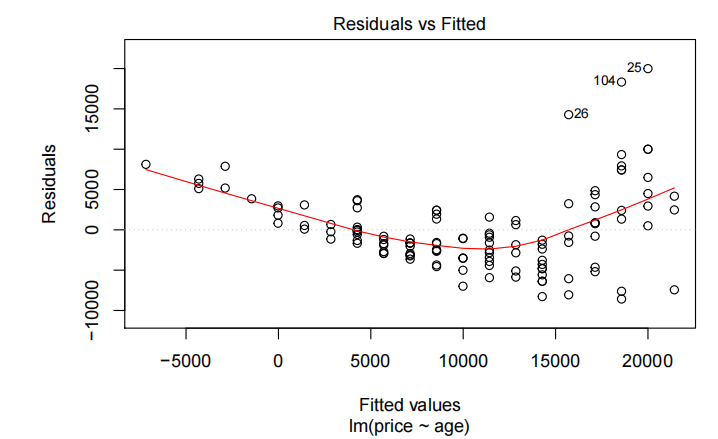 Residuals vs Fitted
Residuals
15000
5000
0
−10000
25
104
26
−5000 0 5000 10000 15000 20000
Fitted values
lm(price ~ age)